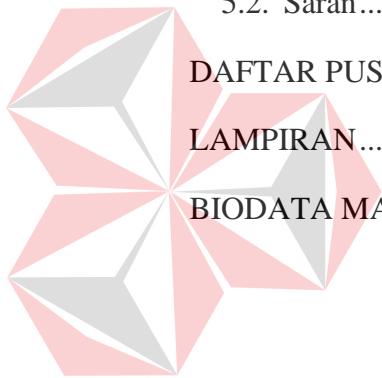 5.2. Saran...
DAFTAR PUS
LAMPIRAN...
BIODATA MA